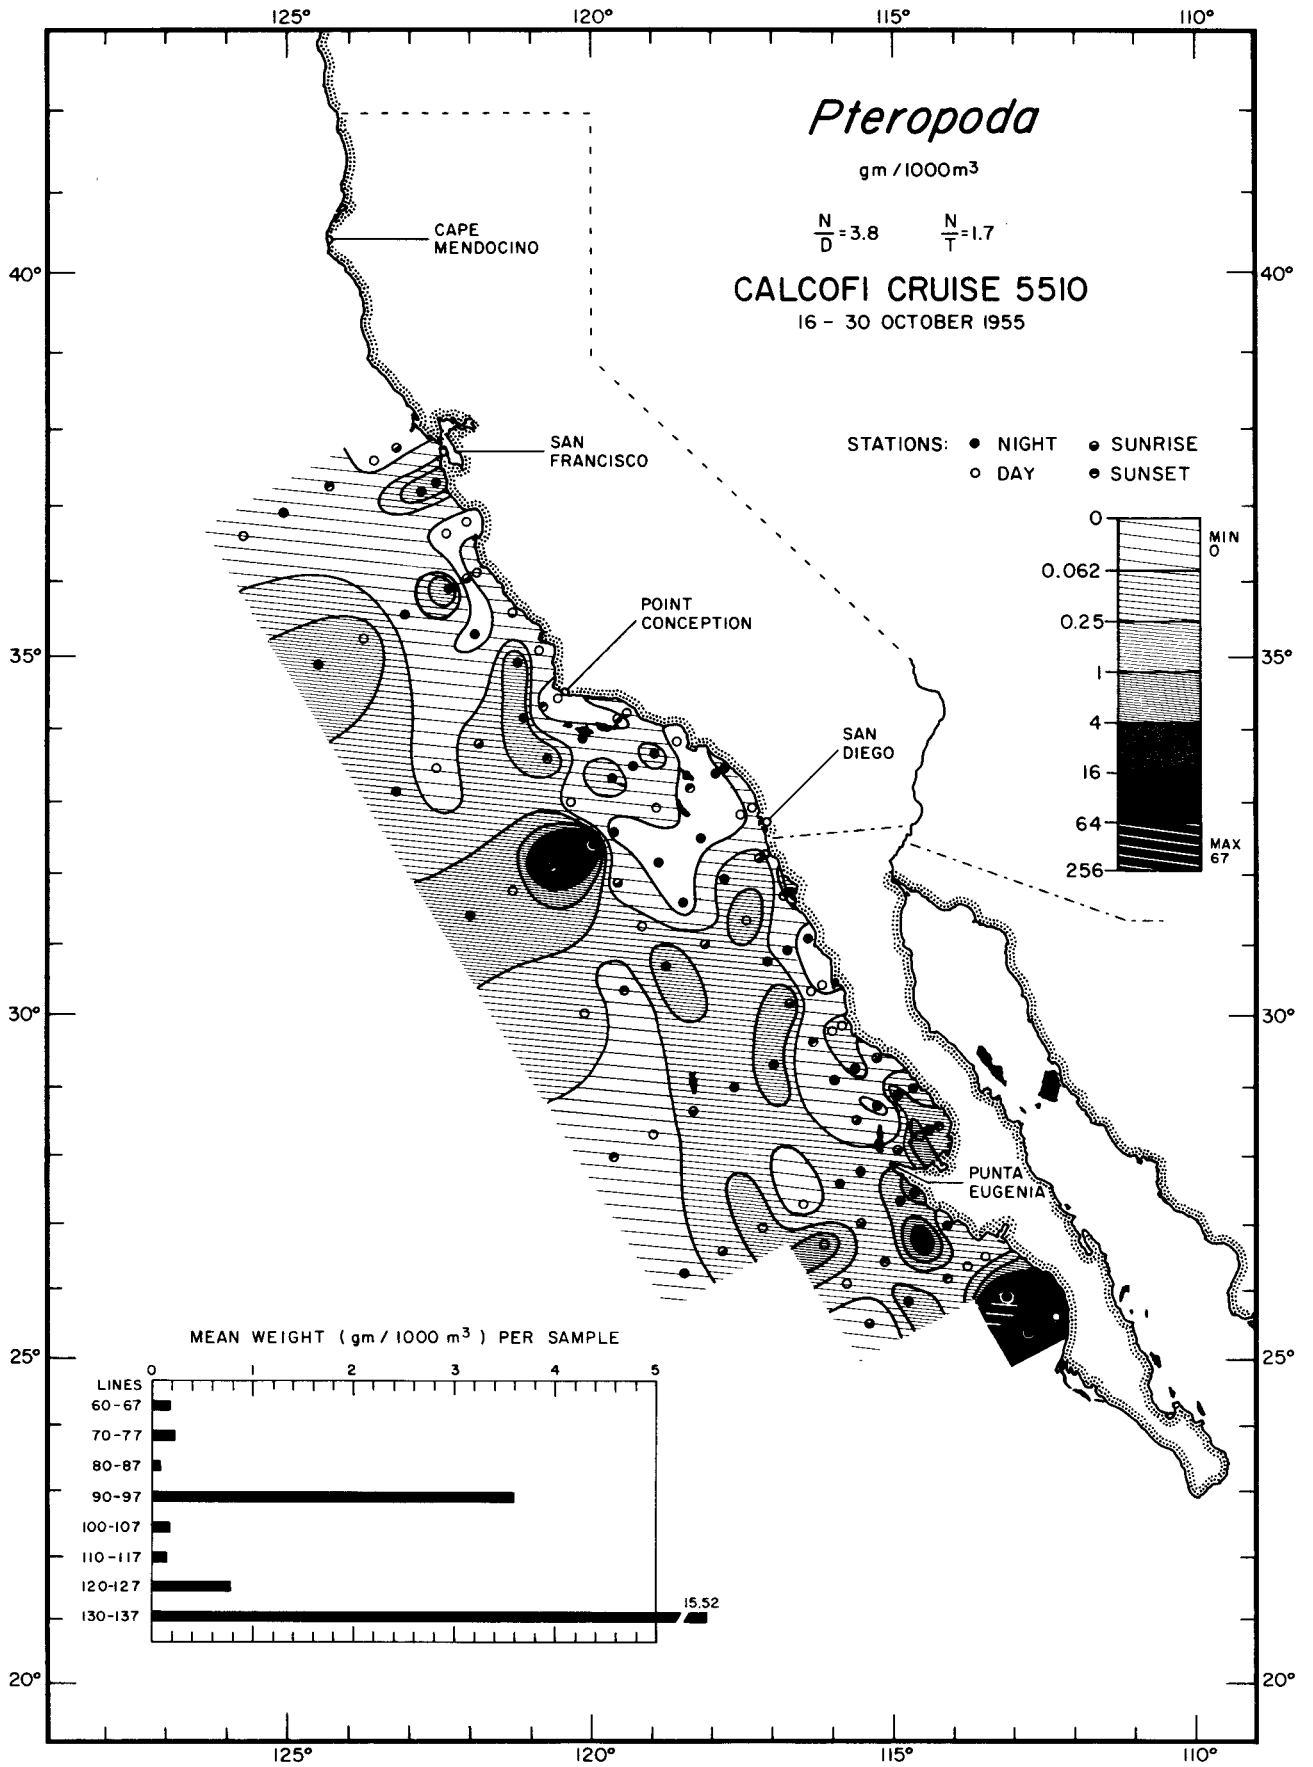 125° 120° 115° 110°
Pteropoda
gm/1000m³
N/D = 3.8 N/T = 1.7
CALCOFI CRUISE 5510
16 - 30 OCTOBER 1955
40° 40°
CAPE
MENDOCINO
STATIONS: ● NIGHT SUNRISE
○ DAY SUNSET
SAN
FRANCISCO
0
MIN
0
0.062
0.25
1
4
16
64
MAX
67
256
POINT
CONCEPTION
35° 35°
SAN
DIEGO
30° 30°
PUNTA
EUGENIA
MEAN WEIGHT (gm/1000 m³) PER SAMPLE
25° 25°
0 1 2 3 4 5
LINES
60-67
70-77
80-87
90-97
100-107
110-117
120-127
130-137 15.52
20° 20°
125° 120° 115° 110°